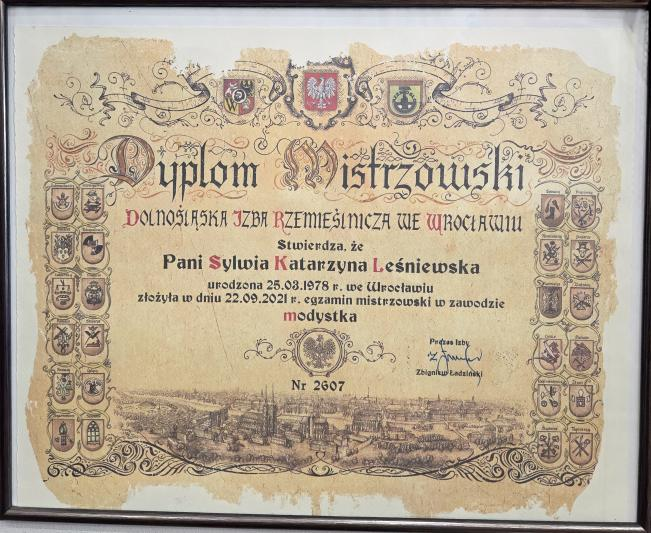 Dyplom Mistrzowski
Dolnośląska Izba Rzemieślnicza we Wrocławiu
Stwierdza, że
Pani Sylwia Katarzyna Leśniewska
urodzona 25.03.1978 r. we Wrocławiu
złożyła w dniu 22.09.2021 r. egzamin mistrzowski w zawodzie
modystka
Prezes Izby
Zbigniew Ładziński
Nr 2607